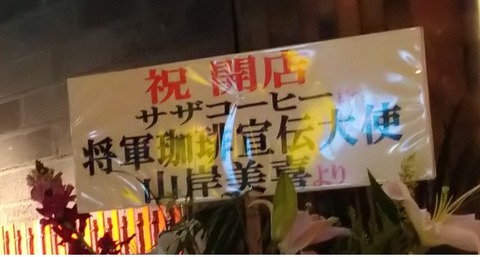 祝 開店
サザコーヒー
将軍珈琲宣伝大使
山岸美喜より